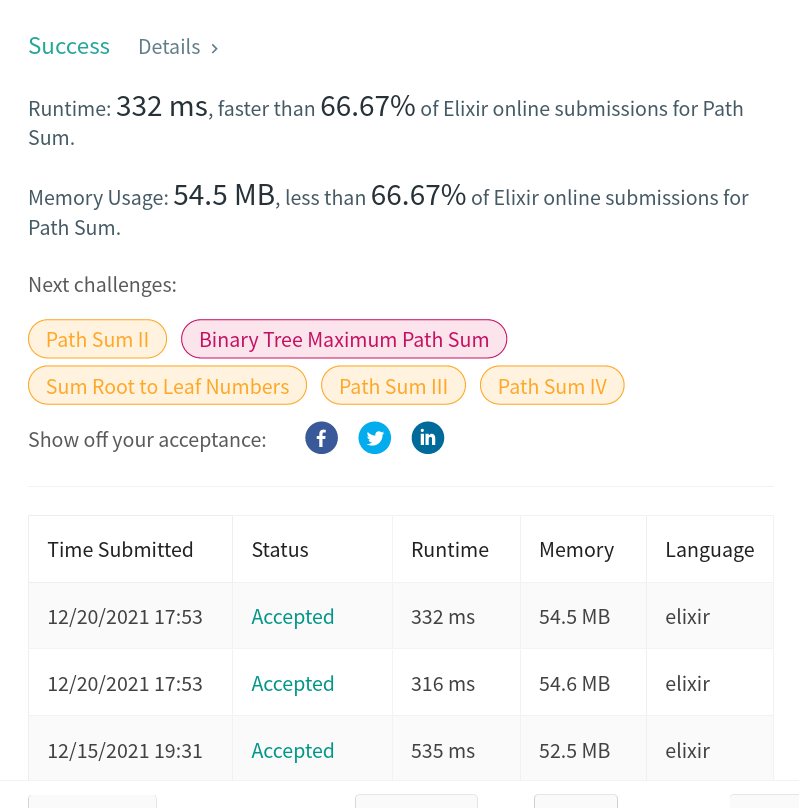 Success Details ›
Runtime: 332 ms, faster than 66.67% of Elixir online submissions for Path
Sum.
Memory Usage: 54.5 MB, less than 66.67% of Elixir online submissions for
Path Sum.
Next challenges:
Path Sum II Binary Tree Maximum Path Sum
Sum Root to Leaf Numbers Path Sum III Path Sum IV
Show off your acceptance: f in
Time Submitted Status Runtime Memory Language
12/20/2021 17:53 Accepted 332 ms 54.5 MB elixir
12/20/2021 17:53 Accepted 316 ms 54.6 MB elixir
12/15/2021 19:31 Accepted 535 ms 52.5 MB elixir